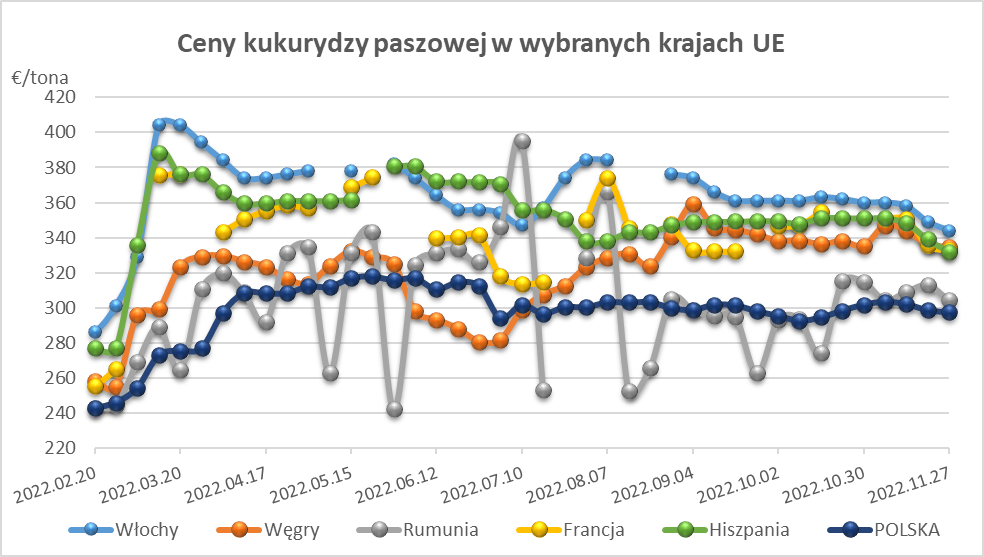 Ceny kukurydzy paszowej w wybranych krajach UE
€/tona
420
400
380
360
340
320
300
280
260
240
220
2022.02.20 2022.03.20 2022.04.17 2022.05.15 2022.06.12 2022.07.10 2022.08.07 2022.09.04 2022.10.02 2022.10.30 2022.11.27
Włochy Węgry Rumunia Francja Hiszpania POLSKA